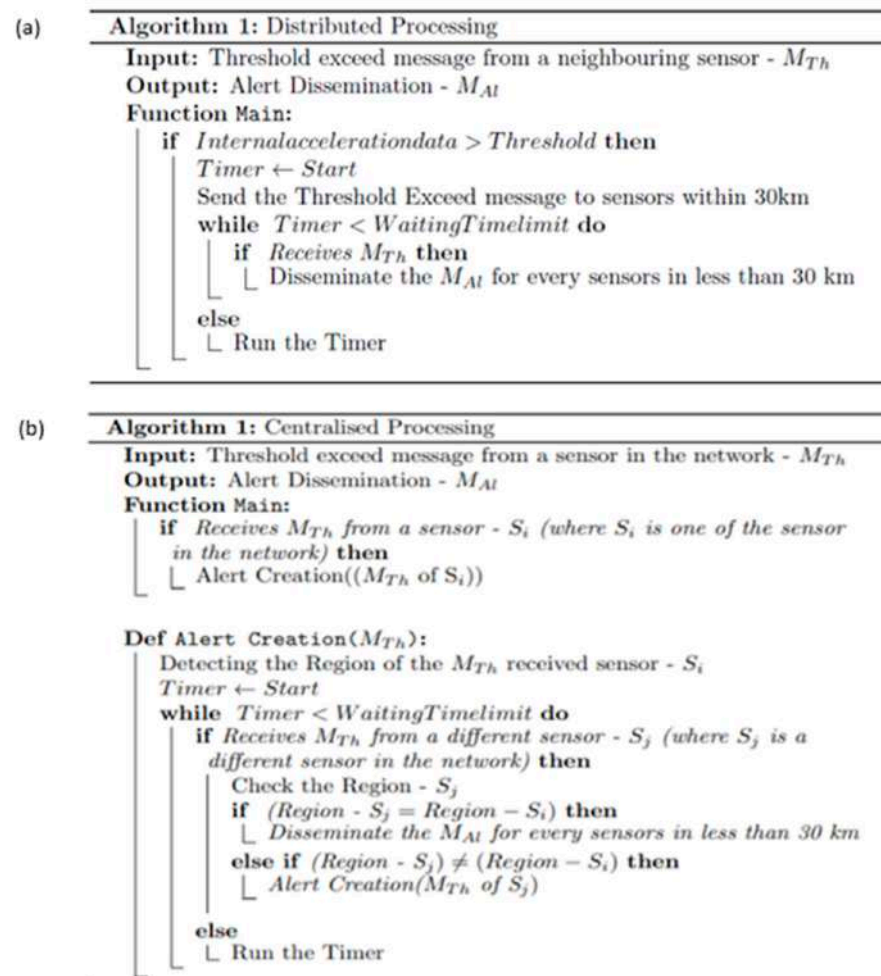 (a)
Algorithm 1: Distributed Processing
Input: Threshold exceed message from a neighbouring sensor - M_Th
Output: Alert Dissemination - M_Al
Function Main:
if Internalaccelerationdata > Threshold then
Timer ← Start
Send the Threshold Exceed message to sensors within 30km
while Timer < WaitingTimelimit do
if Receives M_Th then
Disseminate the M_Al for every sensors in less than 30 km
else
Run the Timer
(b)
Algorithm 1: Centralised Processing
Input: Threshold exceed message from a sensor in the network - M_Th
Output: Alert Dissemination - M_Al
Function Main:
if Receives M_Th from a sensor - S_i (where S_i is one of the sensor
in the network) then
Alert Creation((M_Th of S_i))
Def Alert Creation(M_Th):
Detecting the Region of the M_Th received sensor - S_i
Timer ← Start
while Timer < WaitingTimelimit do
if Receives M_Th from a different sensor - S_j (where S_j is a
different sensor in the network) then
Check the Region - S_j
if (Region - S_j = Region − S_i) then
Disseminate the M_Al for every sensors in less than 30 km
else if (Region - S_j) ≠ (Region − S_i) then
Alert Creation(M_Th of S_j)
else
Run the Timer